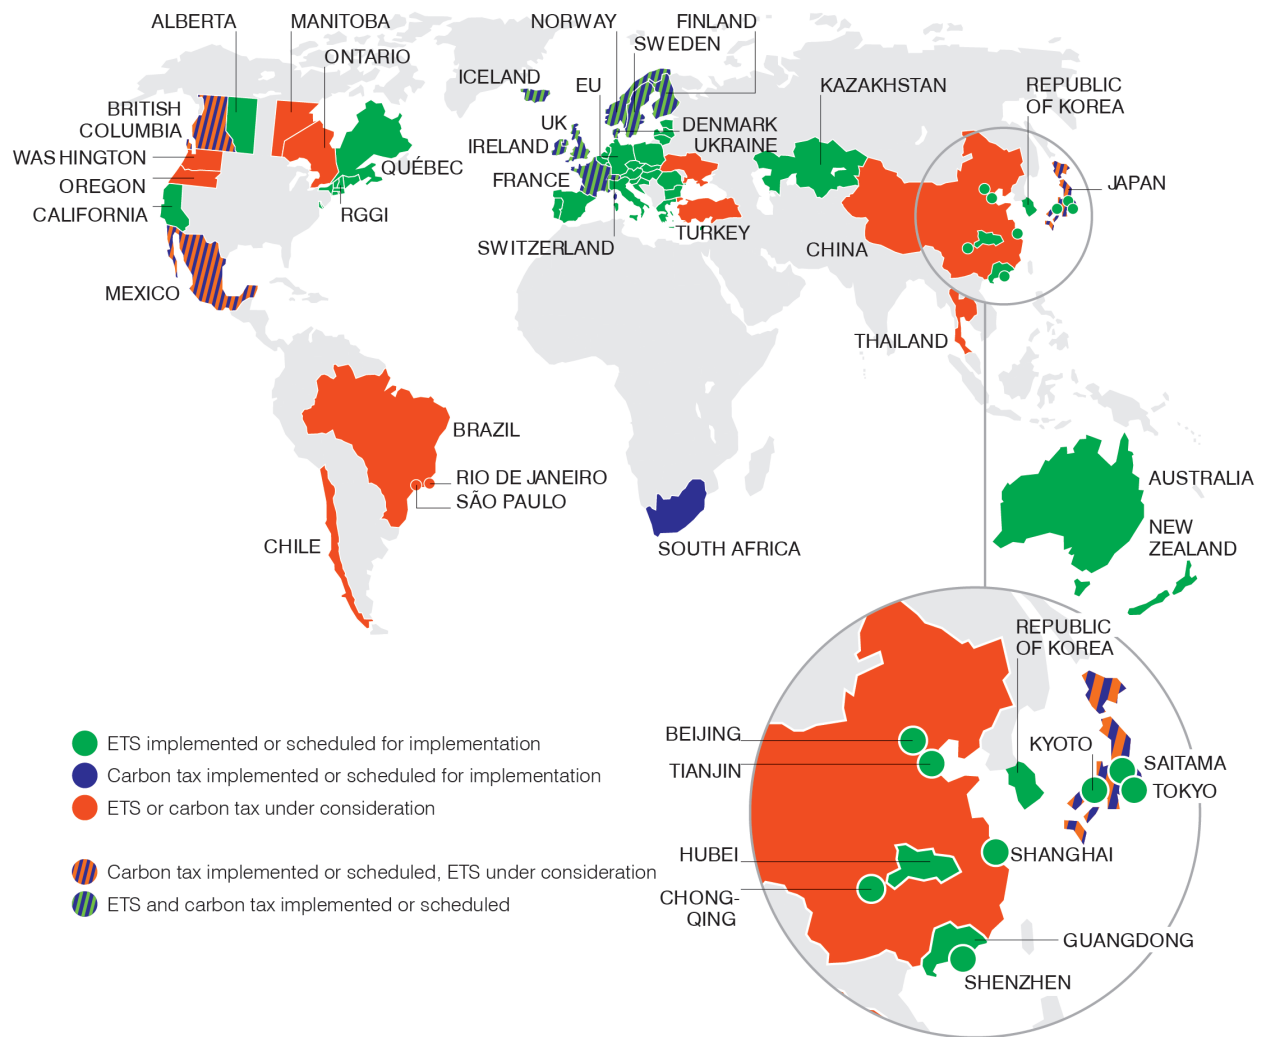 ALBERTA
MANITOBA
ONTARIO
NORWAY
FINLAND
SWEDEN
ICELAND
EU
KAZAKHSTAN
REPUBLIC
OF KOREA
BRITISH
COLUMBIA
UK
DENMARK
UKRAINE
IRELAND
WASHINGTON
QUÉBEC
OREGON
FRANCE
JAPAN
CALIFORNIA
RGGI
SWITZERLAND
TURKEY
CHINA
MEXICO
THAILAND
BRAZIL
RIO DE JANEIRO
SÃO PAULO
AUSTRALIA
NEW
ZEALAND
CHILE
SOUTH AFRICA
REPUBLIC
OF KOREA
BEIJING
TIANJIN
KYOTO
SAITAMA
TOKYO
HUBEI
SHANGHAI
CHONG-
QING
GUANGDONG
SHENZHEN
ETS implemented or scheduled for implementation
Carbon tax implemented or scheduled for implementation
ETS or carbon tax under consideration
Carbon tax implemented or scheduled, ETS under consideration
ETS and carbon tax implemented or scheduled